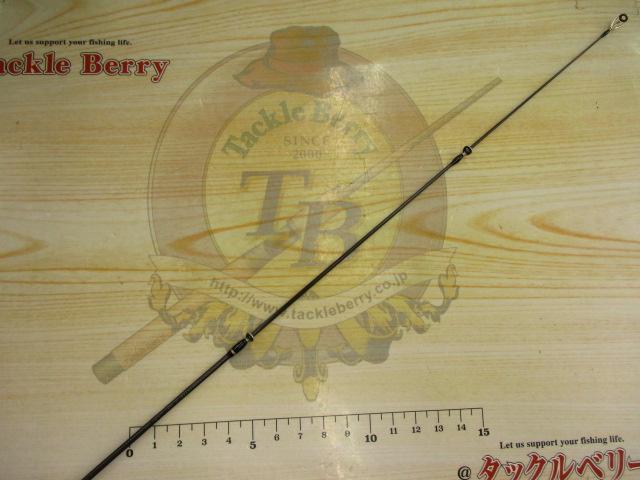 Let us support your fishing life.
ackle Berry
Tackle Berry
SINCE
2000
TB
http://www.tackleberry.co.jp
0 1 2 3 4 5 6 7 8 9 10 11 12 13 14 15
Let us support your fishing life.
@タックルベリー